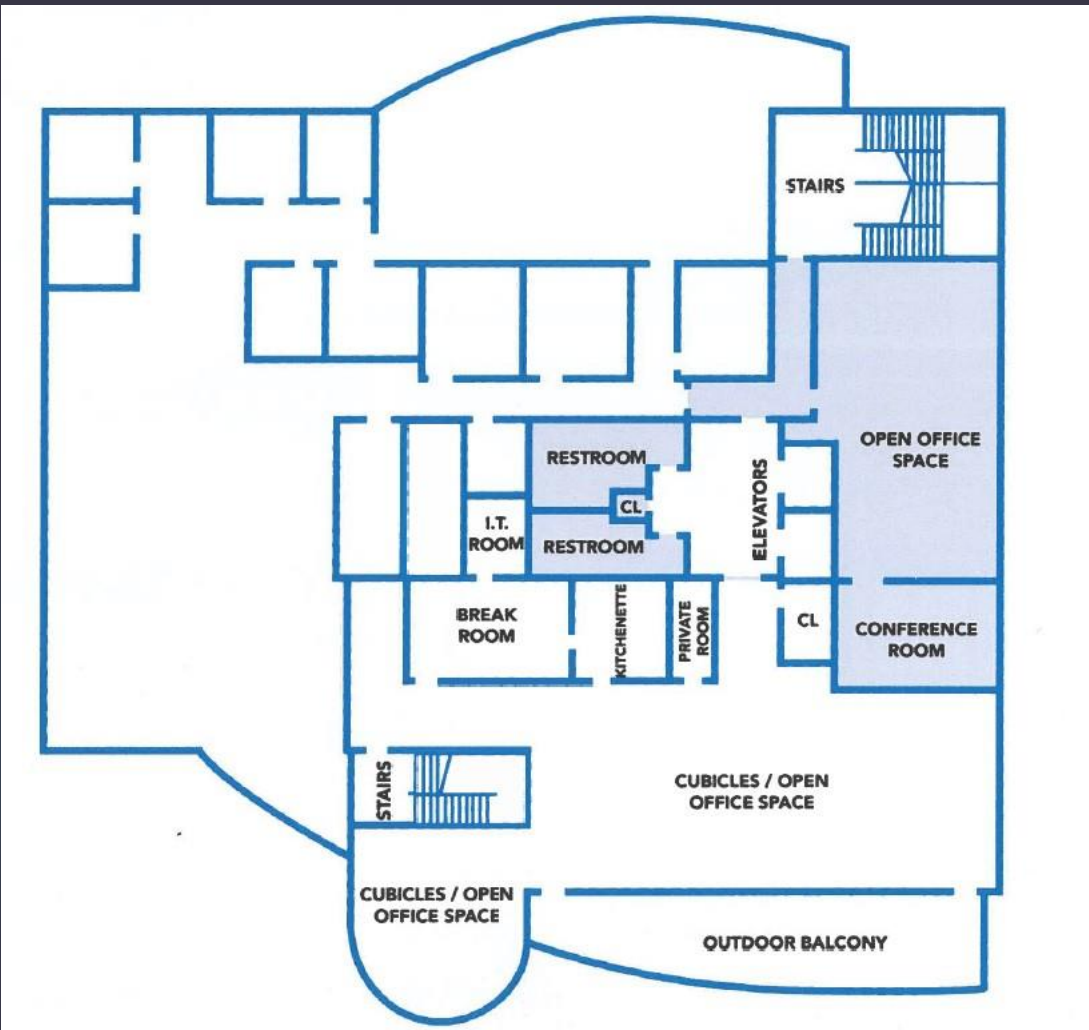 STAIRS
OPEN OFFICE
SPACE
RESTROOM
CL
ELEVATORS
I.T.
ROOM
RESTROOM
BREAK
ROOM
KITCHENETTE
PRIVATE
ROOM
CL
CONFERENCE
ROOM
STAIRS
CUBICLES / OPEN
OFFICE SPACE
CUBICLES / OPEN
OFFICE SPACE
OUTDOOR BALCONY